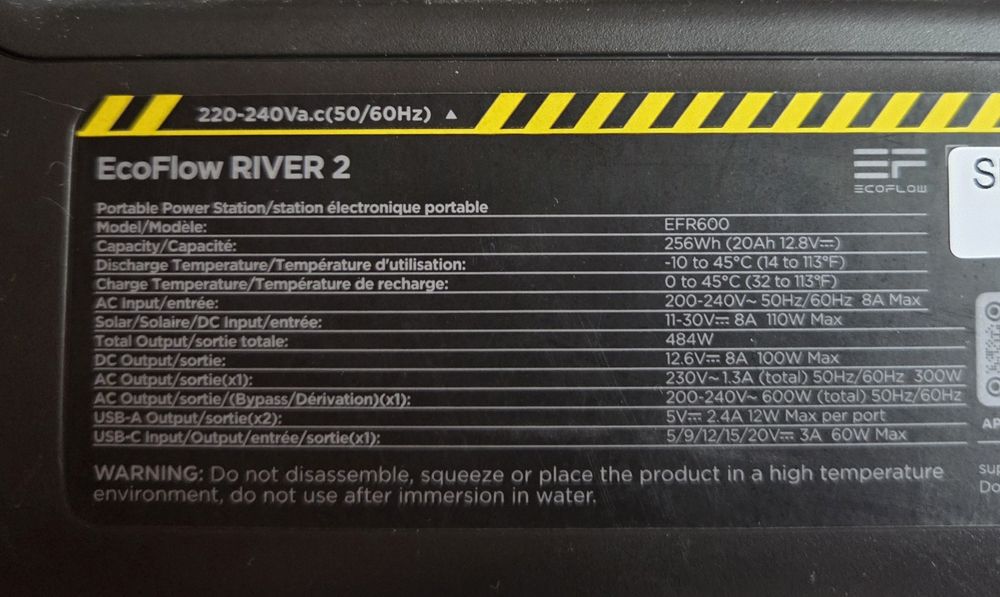 220-240Va.c(50/60Hz) ▲
EcoFlow RIVER 2
EF
ECOFLOW
S
Portable Power Station/station électronique portable
Model/Modèle: EFR600
Capacity/Capacité: 256Wh (20Ah 12.8V⎓)
Discharge Temperature/Température d'utilisation: -10 to 45°C (14 to 113°F)
Charge Temperature/Température de recharge: 0 to 45°C (32 to 113°F)
AC Input/entrée: 200-240V~ 50Hz/60Hz 8A Max
Solar/Solaire/DC Input/entrée: 11-30V⎓ 8A 110W Max
Total Output/sortie totale: 484W
DC Output/sortie: 12.6V⎓ 8A 100W Max
AC Output/sortie(x1): 230V~ 1.3A (total) 50Hz/60Hz 300W
AC Output/sortie/(Bypass/Dérivation)(x1): 200-240V~ 600W (total) 50Hz/60Hz
USB-A Output/sortie(x2): 5V⎓ 2.4A 12W Max per port
USB-C Input/Output/entrée/sortie(x1): 5/9/12/15/20V⎓ 3A 60W Max
WARNING: Do not disassemble, squeeze or place the product in a high temperature
environment, do not use after immersion in water.
AP
sup
Do